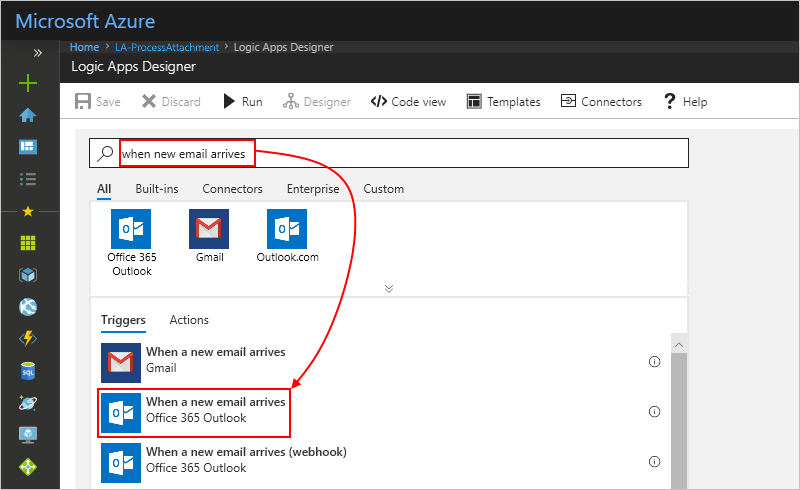 Microsoft Azure
»
Home > LA-ProcessAttachment > Logic Apps Designer
Logic Apps Designer
Save Discard Run Designer </> Code view Templates Connectors ? Help
when new email arrives
All Built-ins Connectors Enterprise Custom
Office 365 Outlook
Gmail
Outlook.com
Triggers Actions
When a new email arrives
Gmail
When a new email arrives
Office 365 Outlook
When a new email arrives (webhook)
Office 365 Outlook
SQL